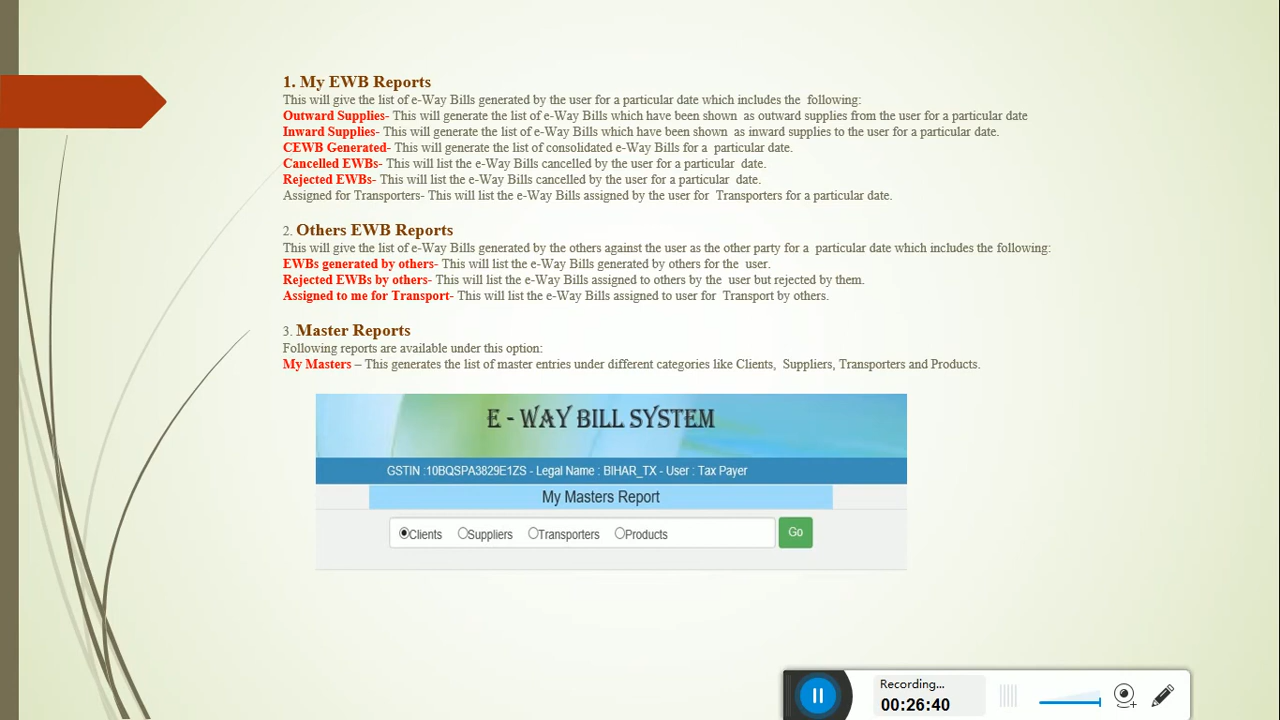 1. My EWB Reports
This will give the list of e-Way Bills generated by the user for a particular date which includes the following:
Outward Supplies- This will generate the list of e-Way Bills which have been shown as outward supplies from the user for a particular date
Inward Supplies- This will generate the list of e-Way Bills which have been shown as inward supplies to the user for a particular date.
CEWB Generated- This will generate the list of consolidated e-Way Bills for a particular date.
Cancelled EWBs- This will list the e-Way Bills cancelled by the user for a particular date.
Rejected EWBs- This will list the e-Way Bills cancelled by the user for a particular date.
Assigned for Transporters- This will list the e-Way Bills assigned by the user for Transporters for a particular date.
2. Others EWB Reports
This will give the list of e-Way Bills generated by the others against the user as the other party for a particular date which includes the following:
EWBs generated by others- This will list the e-Way Bills generated by others for the user.
Rejected EWBs by others- This will list the e-Way Bills assigned to others by the user but rejected by them.
Assigned to me for Transport- This will list the e-Way Bills assigned to user for Transport by others.
3. Master Reports
Following reports are available under this option:
My Masters – This generates the list of master entries under different categories like Clients, Suppliers, Transporters and Products.
E - WAY BILL SYSTEM
GSTIN :10BQSPA3829E1ZS - Legal Name : BIHAR_TX - User : Tax Payer
My Masters Report
Clients Suppliers Transporters Products Go
Recording...
00:26:40